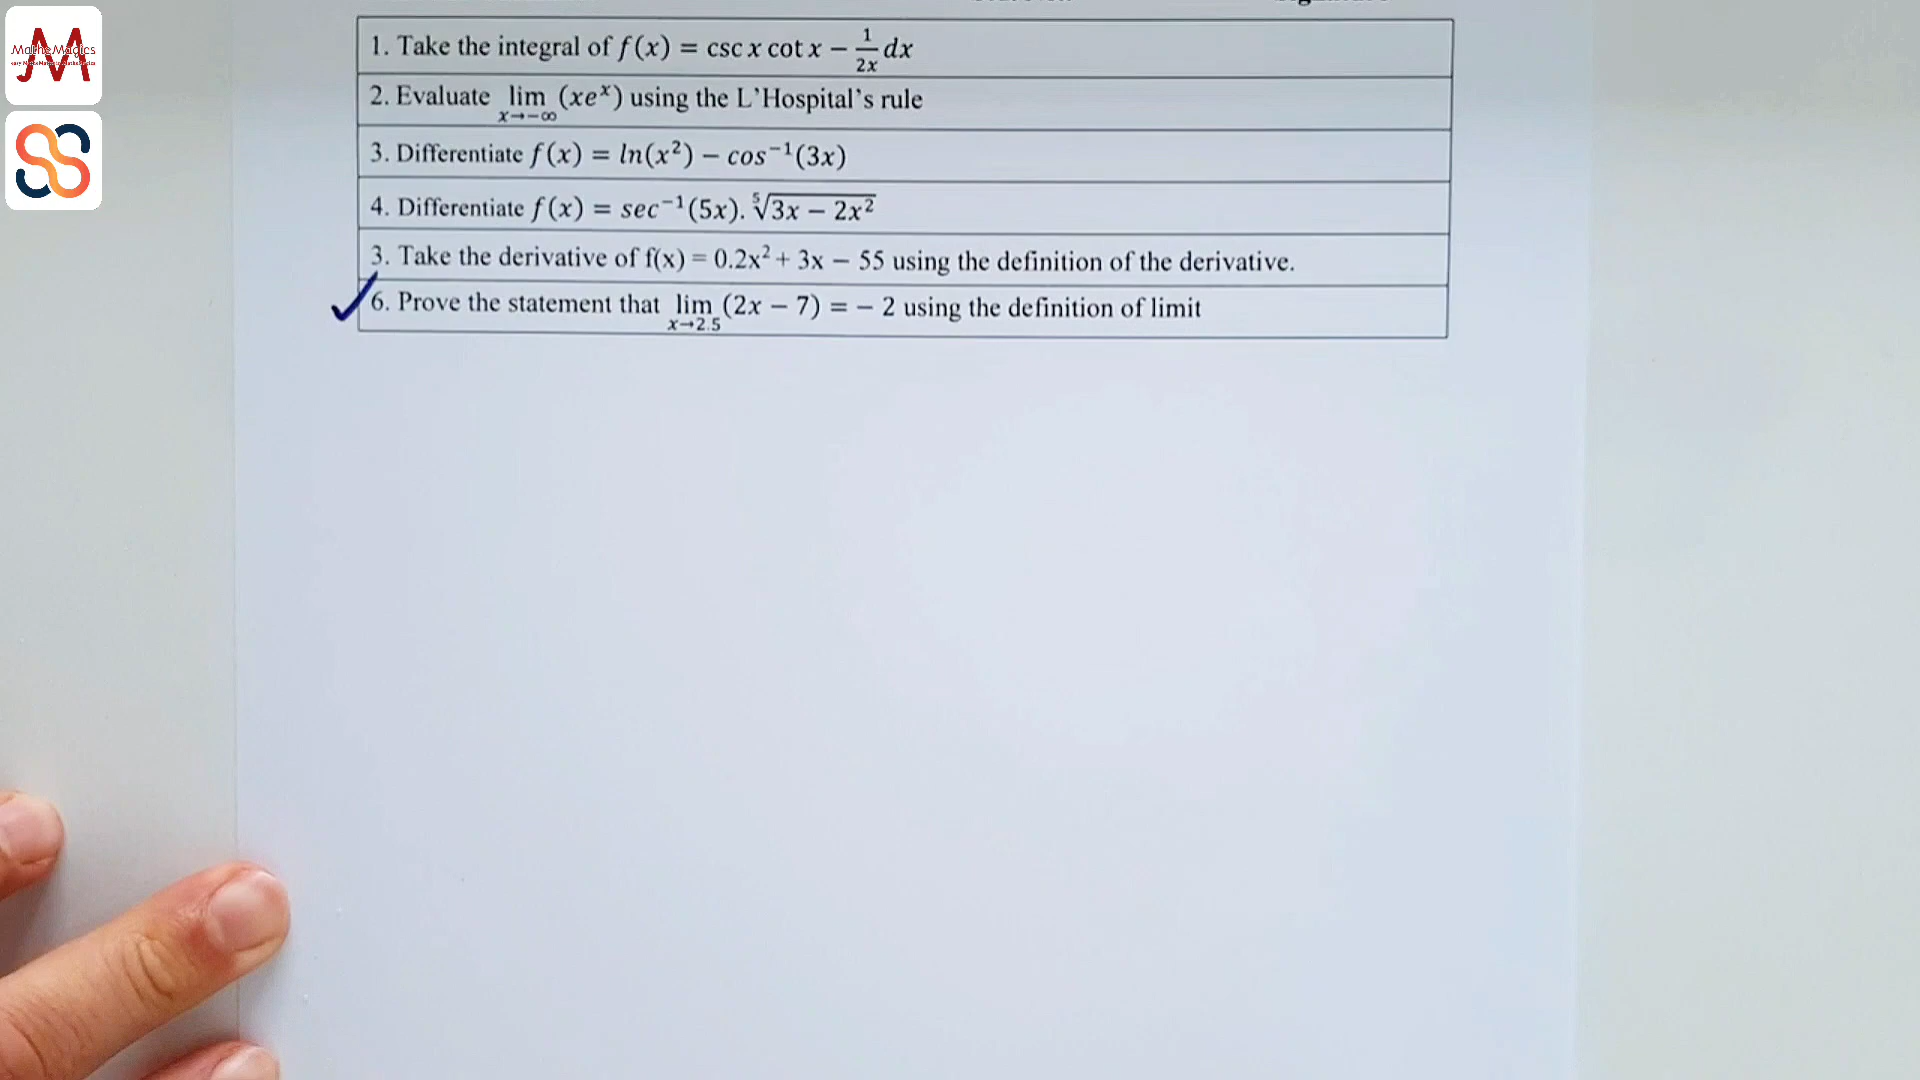 MatheMadics
1. Take the integral of f(x) = csc x cot x − 1/2x dx
2. Evaluate lim x→−∞ (xeˣ) using the L'Hospital's rule
3. Differentiate f(x) = ln(x²) − cos⁻¹(3x)
4. Differentiate f(x) = sec⁻¹(5x). ⁵√3x − 2x²
3. Take the derivative of f(x) = 0.2x² + 3x − 55 using the definition of the derivative.
6. Prove the statement that lim x→2.5 (2x − 7) = − 2 using the definition of limit